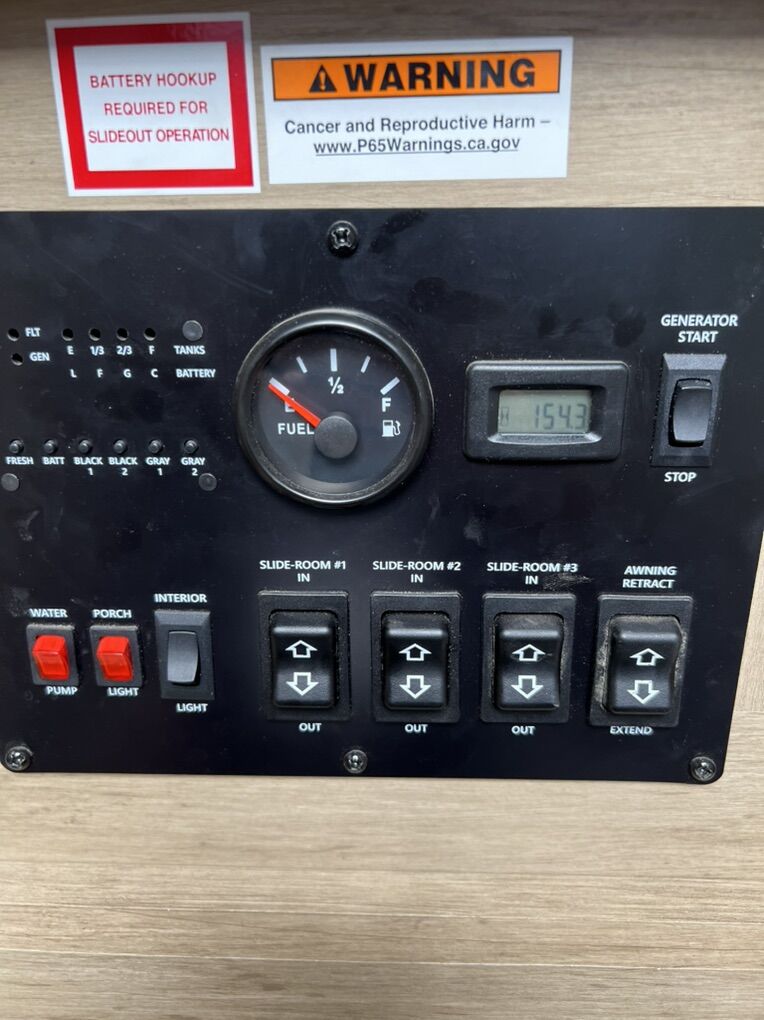 BATTERY HOOKUP
REQUIRED FOR
SLIDEOUT OPERATION
WARNING
Cancer and Reproductive Harm –
www.P65Warnings.ca.gov
FLT
GEN
E 1/3 2/3 F TANKS
L F G C BATTERY
FRESH BATT BLACK 1 BLACK 2 GRAY 1 GRAY 2
E 1/2 F
FUEL
H 154.3
GENERATOR
START
STOP
WATER
PUMP
PORCH
LIGHT
INTERIOR
LIGHT
SLIDE-ROOM #1
IN
OUT
SLIDE-ROOM #2
IN
OUT
SLIDE-ROOM #3
IN
OUT
AWNING
RETRACT
EXTEND